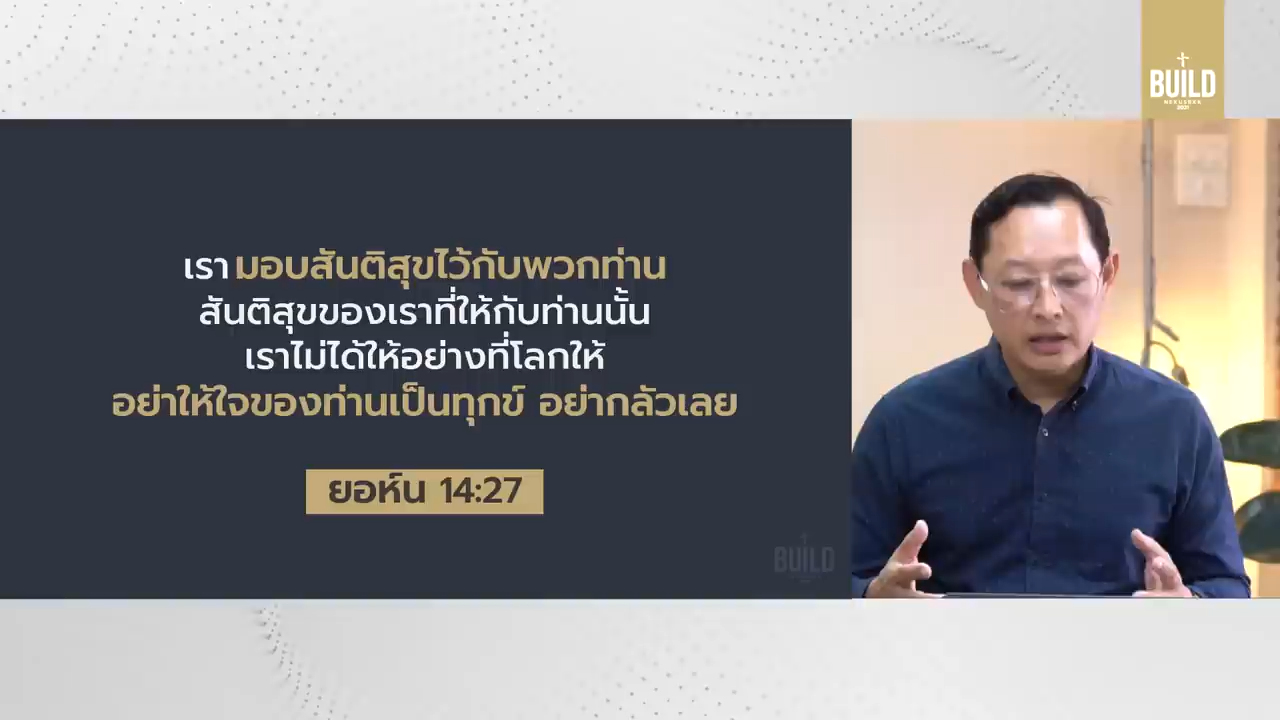 BUILD
2021
เรามอบสันติสุขไว้กับพวกท่าน
สันติสุขของเราที่ให้กับท่านนั้น
เราไม่ได้ให้อย่างที่โลกให้
อย่าให้ใจของท่านเป็นทุกข์ อย่ากลัวเลย
ยอห์น 14:27
BUILD